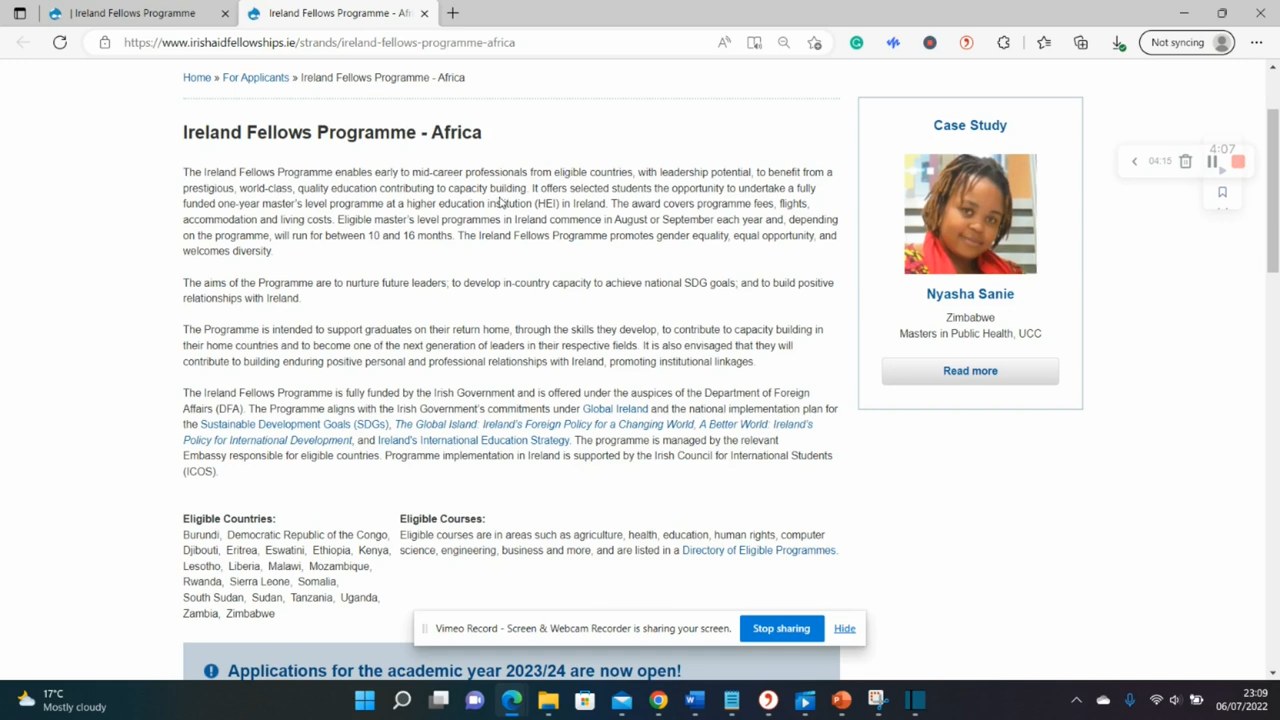 | Ireland Fellows Programme
Ireland Fellows Programme - Afr
https://www.irishaidfellowships.ie/strands/ireland-fellows-programme-africa
Not syncing
Home » For Applicants » Ireland Fellows Programme - Africa
Ireland Fellows Programme - Africa
The Ireland Fellows Programme enables early to mid-career professionals from eligible countries, with leadership potential, to benefit from a
prestigious, world-class, quality education contributing to capacity building. It offers selected students the opportunity to undertake a fully
funded one-year master's level programme at a higher education institution (HEI) in Ireland. The award covers programme fees, flights,
accommodation and living costs. Eligible master's level programmes in Ireland commence in August or September each year and, depending
on the programme, will run for between 10 and 16 months. The Ireland Fellows Programme promotes gender equality, equal opportunity, and
welcomes diversity.
The aims of the Programme are to nurture future leaders; to develop in-country capacity to achieve national SDG goals; and to build positive
relationships with Ireland.
The Programme is intended to support graduates on their return home, through the skills they develop, to contribute to capacity building in
their home countries and to become one of the next generation of leaders in their respective fields. It is also envisaged that they will
contribute to building enduring positive personal and professional relationships with Ireland, promoting institutional linkages.
The Ireland Fellows Programme is fully funded by the Irish Government and is offered under the auspices of the Department of Foreign
Affairs (DFA). The Programme aligns with the Irish Government's commitments under Global Ireland and the national implementation plan for
the Sustainable Development Goals (SDGs), The Global Island: Ireland's Foreign Policy for a Changing World, A Better World: Ireland's
Policy for International Development, and Ireland's International Education Strategy. The programme is managed by the relevant
Embassy responsible for eligible countries. Programme implementation in Ireland is supported by the Irish Council for International Students
(ICOS).
Case Study
Nyasha Sanie
Zimbabwe
Masters in Public Health, UCC
Read more
4:07
04:15
Eligible Countries:
Burundi, Democratic Republic of the Congo,
Djibouti, Eritrea, Eswatini, Ethiopia, Kenya,
Lesotho, Liberia, Malawi, Mozambique,
Rwanda, Sierra Leone, Somalia,
South Sudan, Sudan, Tanzania, Uganda,
Zambia, Zimbabwe
Eligible Courses:
Eligible courses are in areas such as agriculture, health, education, human rights, computer
science, engineering, business and more, and are listed in a Directory of Eligible Programmes.
Vimeo Record - Screen & Webcam Recorder is sharing your screen.
Stop sharing
Hide
Applications for the academic year 2023/24 are now open!
17°C
Mostly cloudy
23:09
06/07/2022